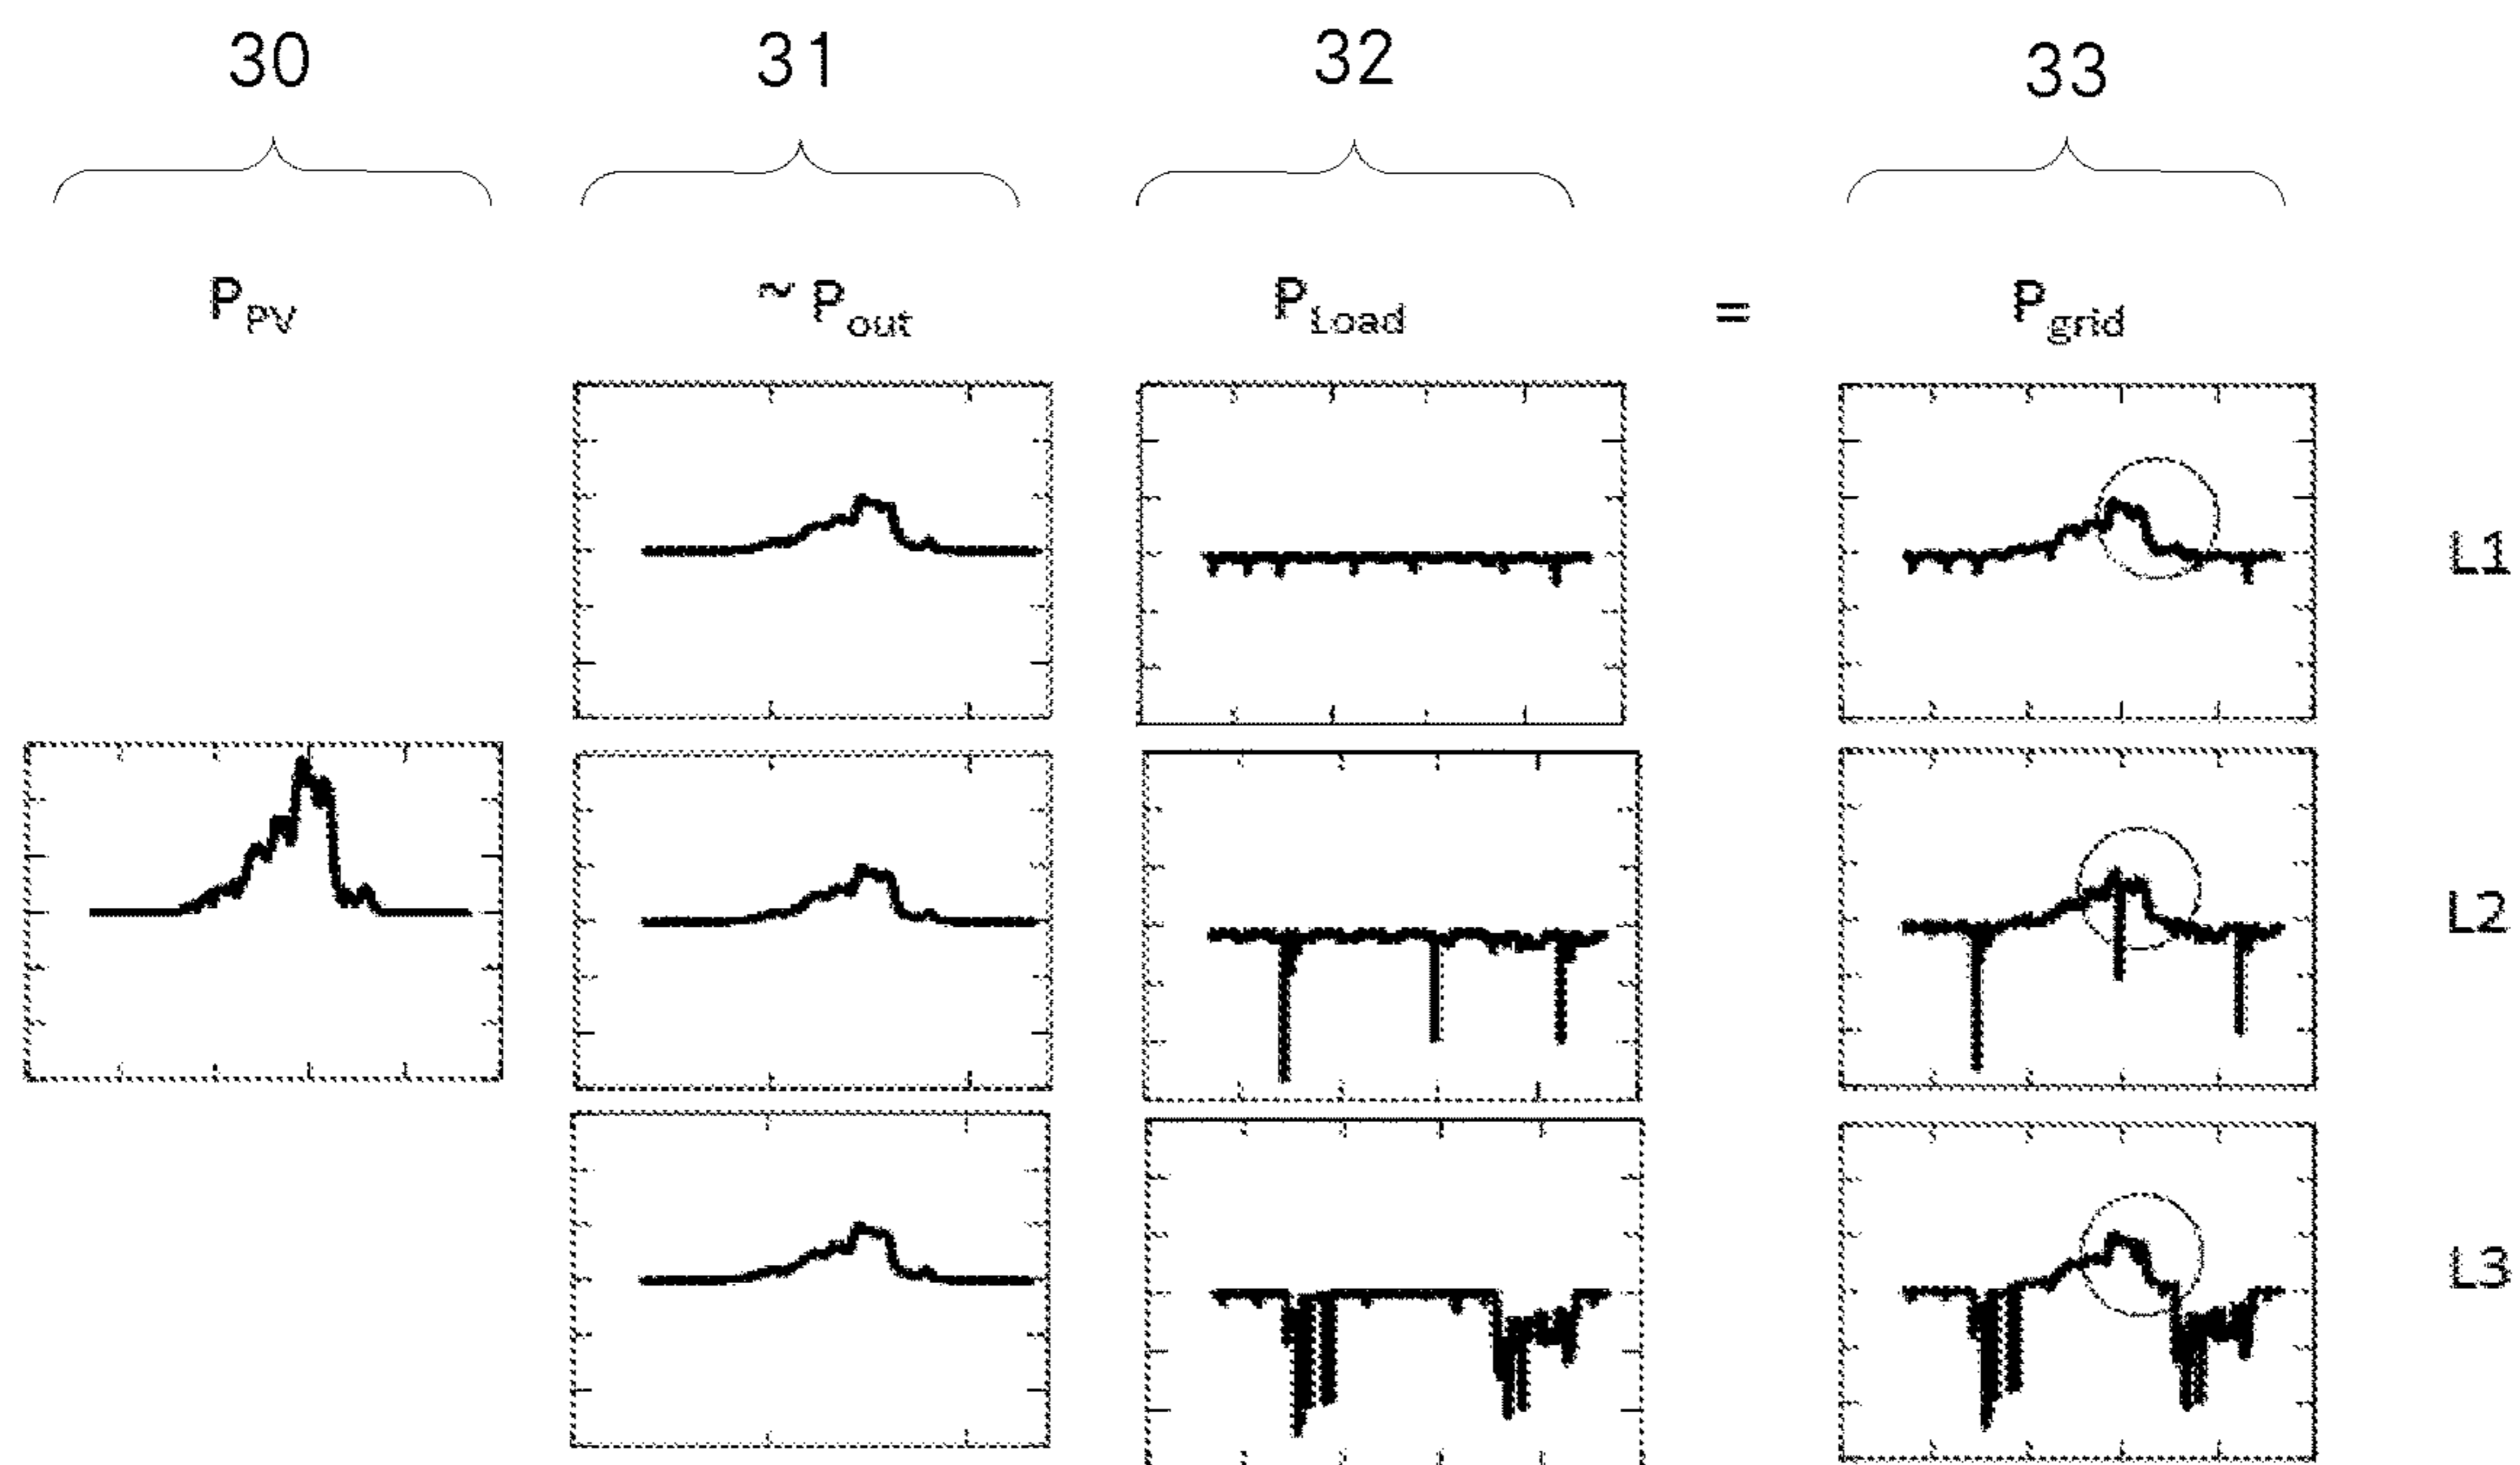 30 31 32 33
P_PV ~ P_out P_Load = P_grid
L1
L2
L3